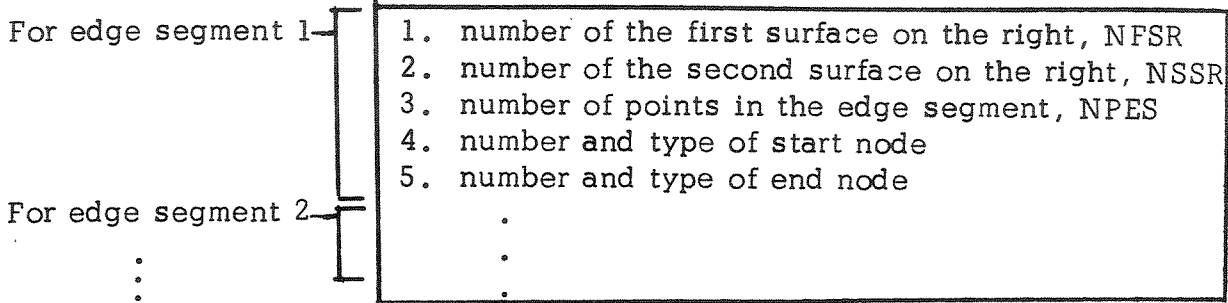 For edge segment 1
1. number of the first surface on the right, NFSR
2. number of the second surface on the right, NSSR
3. number of points in the edge segment, NPES
4. number and type of start node
5. number and type of end node
For edge segment 2